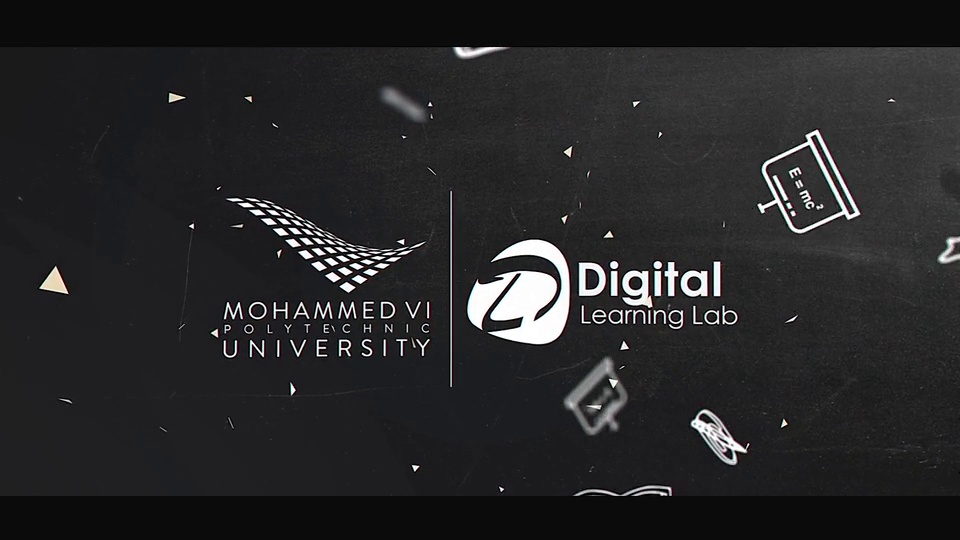 MOHAMMED VI
POLYTECHNIC
UNIVERSITY
Digital
Learning Lab
E=mc²